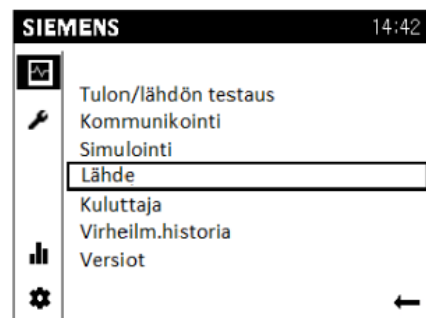 SIEMENS 14:42
Tulon/lähdön testaus
Kommunikointi
Simulointi
Lähde
Kuluttaja
Virheilm.historia
Versiot